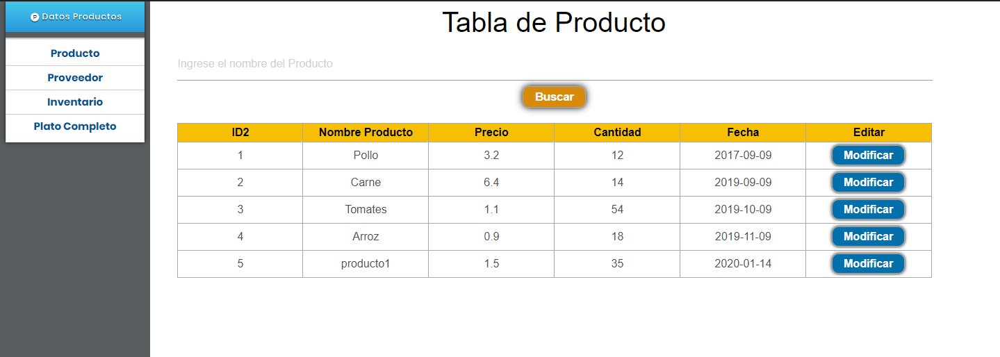 P Datos Productos
Producto
Proveedor
Inventario
Plato Completo
Tabla de Producto
Ingrese el nombre del Producto
Buscar
ID2 Nombre Producto Precio Cantidad Fecha Editar
1 Pollo 3.2 12 2017-09-09 Modificar
2 Carne 6.4 14 2019-09-09 Modificar
3 Tomates 1.1 54 2019-10-09 Modificar
4 Arroz 0.9 18 2019-11-09 Modificar
5 producto1 1.5 35 2020-01-14 Modificar